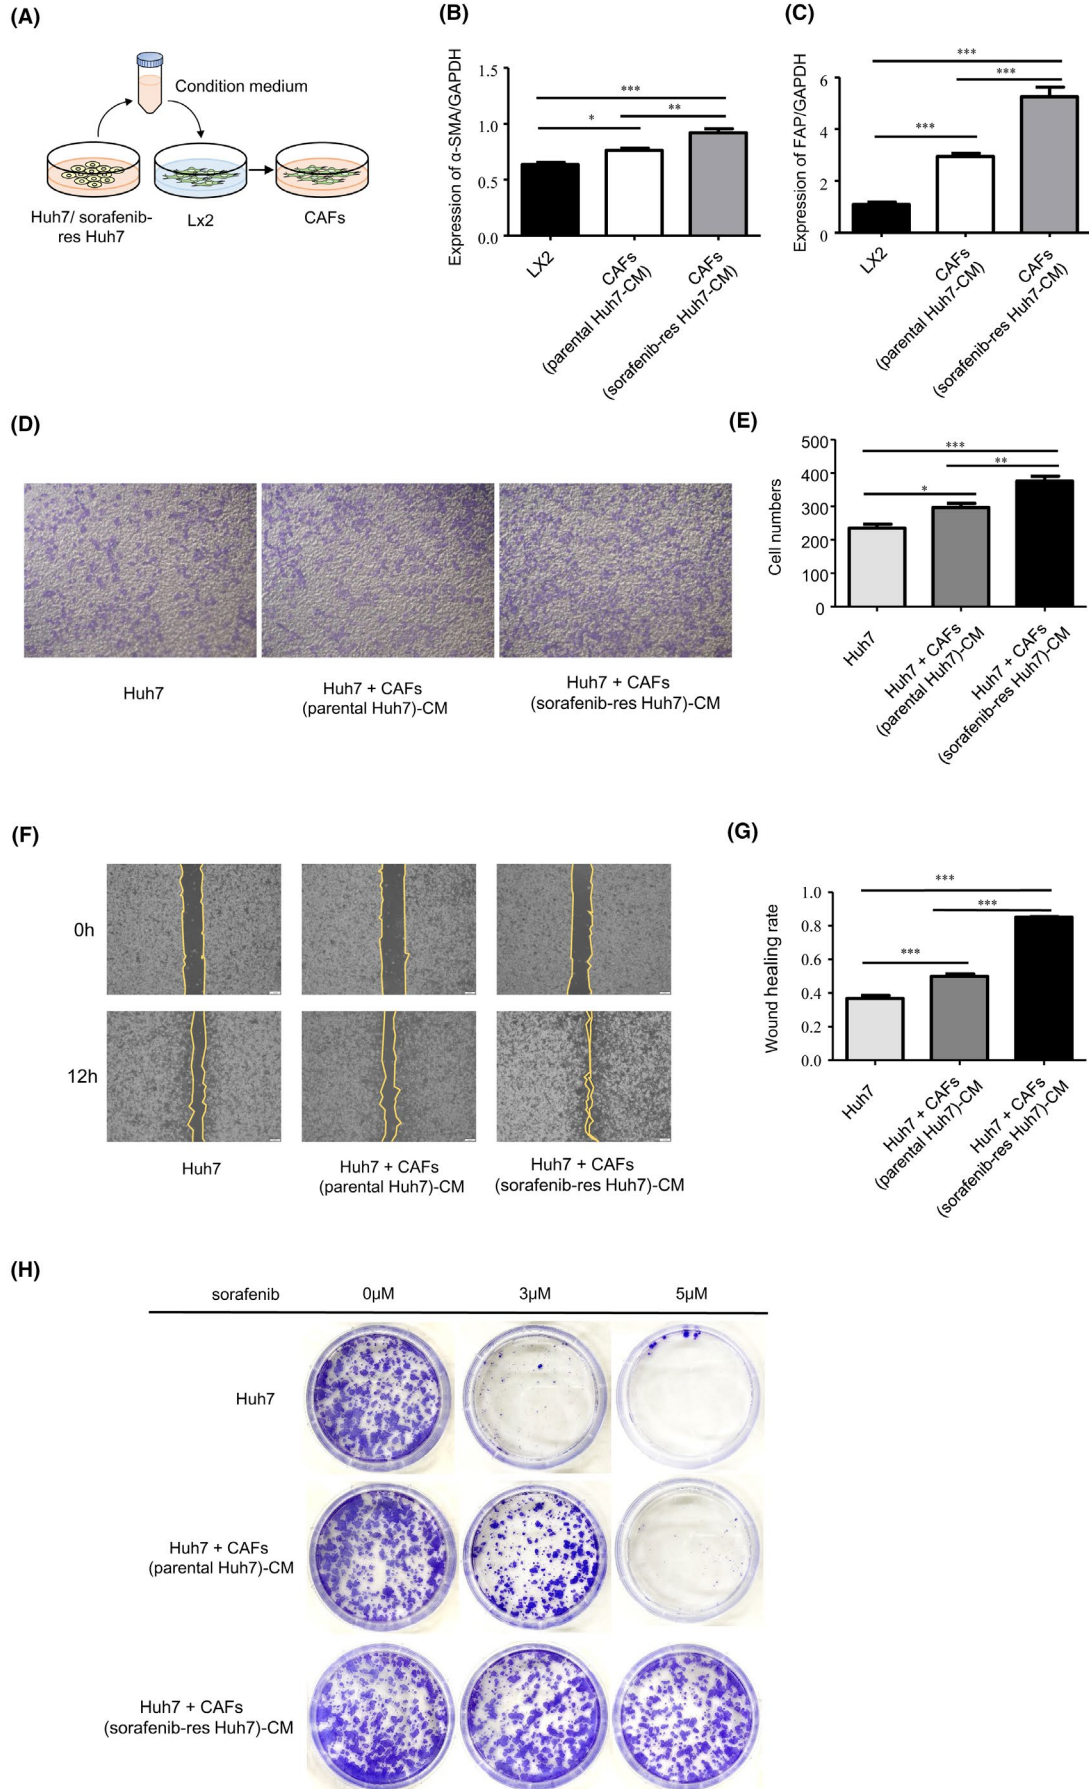 (A)
Condition medium
Huh7/ sorafenib-
res Huh7
Lx2
CAFs
(B)
Expression of α-SMA/GAPDH
1.5
1.0
0.5
0.0
***
**
*
LX2
CAFs
(parental Huh7-CM)
CAFs
(sorafenib-res Huh7-CM)
(C)
Expression of FAP/GAPDH
6
4
2
0
***
***
***
LX2
CAFs
(parental Huh7-CM)
CAFs
(sorafenib-res Huh7-CM)
(D)
Huh7
Huh7 + CAFs
(parental Huh7)-CM
Huh7 + CAFs
(sorafenib-res Huh7)-CM
(E)
Cell numbers
500
400
300
200
100
0
***
**
*
Huh7
Huh7 + CAFs
(parental Huh7)-CM
Huh7 + CAFs
(sorafenib-res Huh7)-CM
(F)
0h
12h
Huh7
Huh7 + CAFs
(parental Huh7)-CM
Huh7 + CAFs
(sorafenib-res Huh7)-CM
(G)
Wound healing rate
1.0
0.8
0.6
0.4
0.2
0.0
***
***
***
Huh7
Huh7 + CAFs
(parental Huh7)-CM
Huh7 + CAFs
(sorafenib-res Huh7)-CM
(H)
sorafenib 0μM 3μM 5μM
Huh7
Huh7 + CAFs
(parental Huh7)-CM
Huh7 + CAFs
(sorafenib-res Huh7)-CM